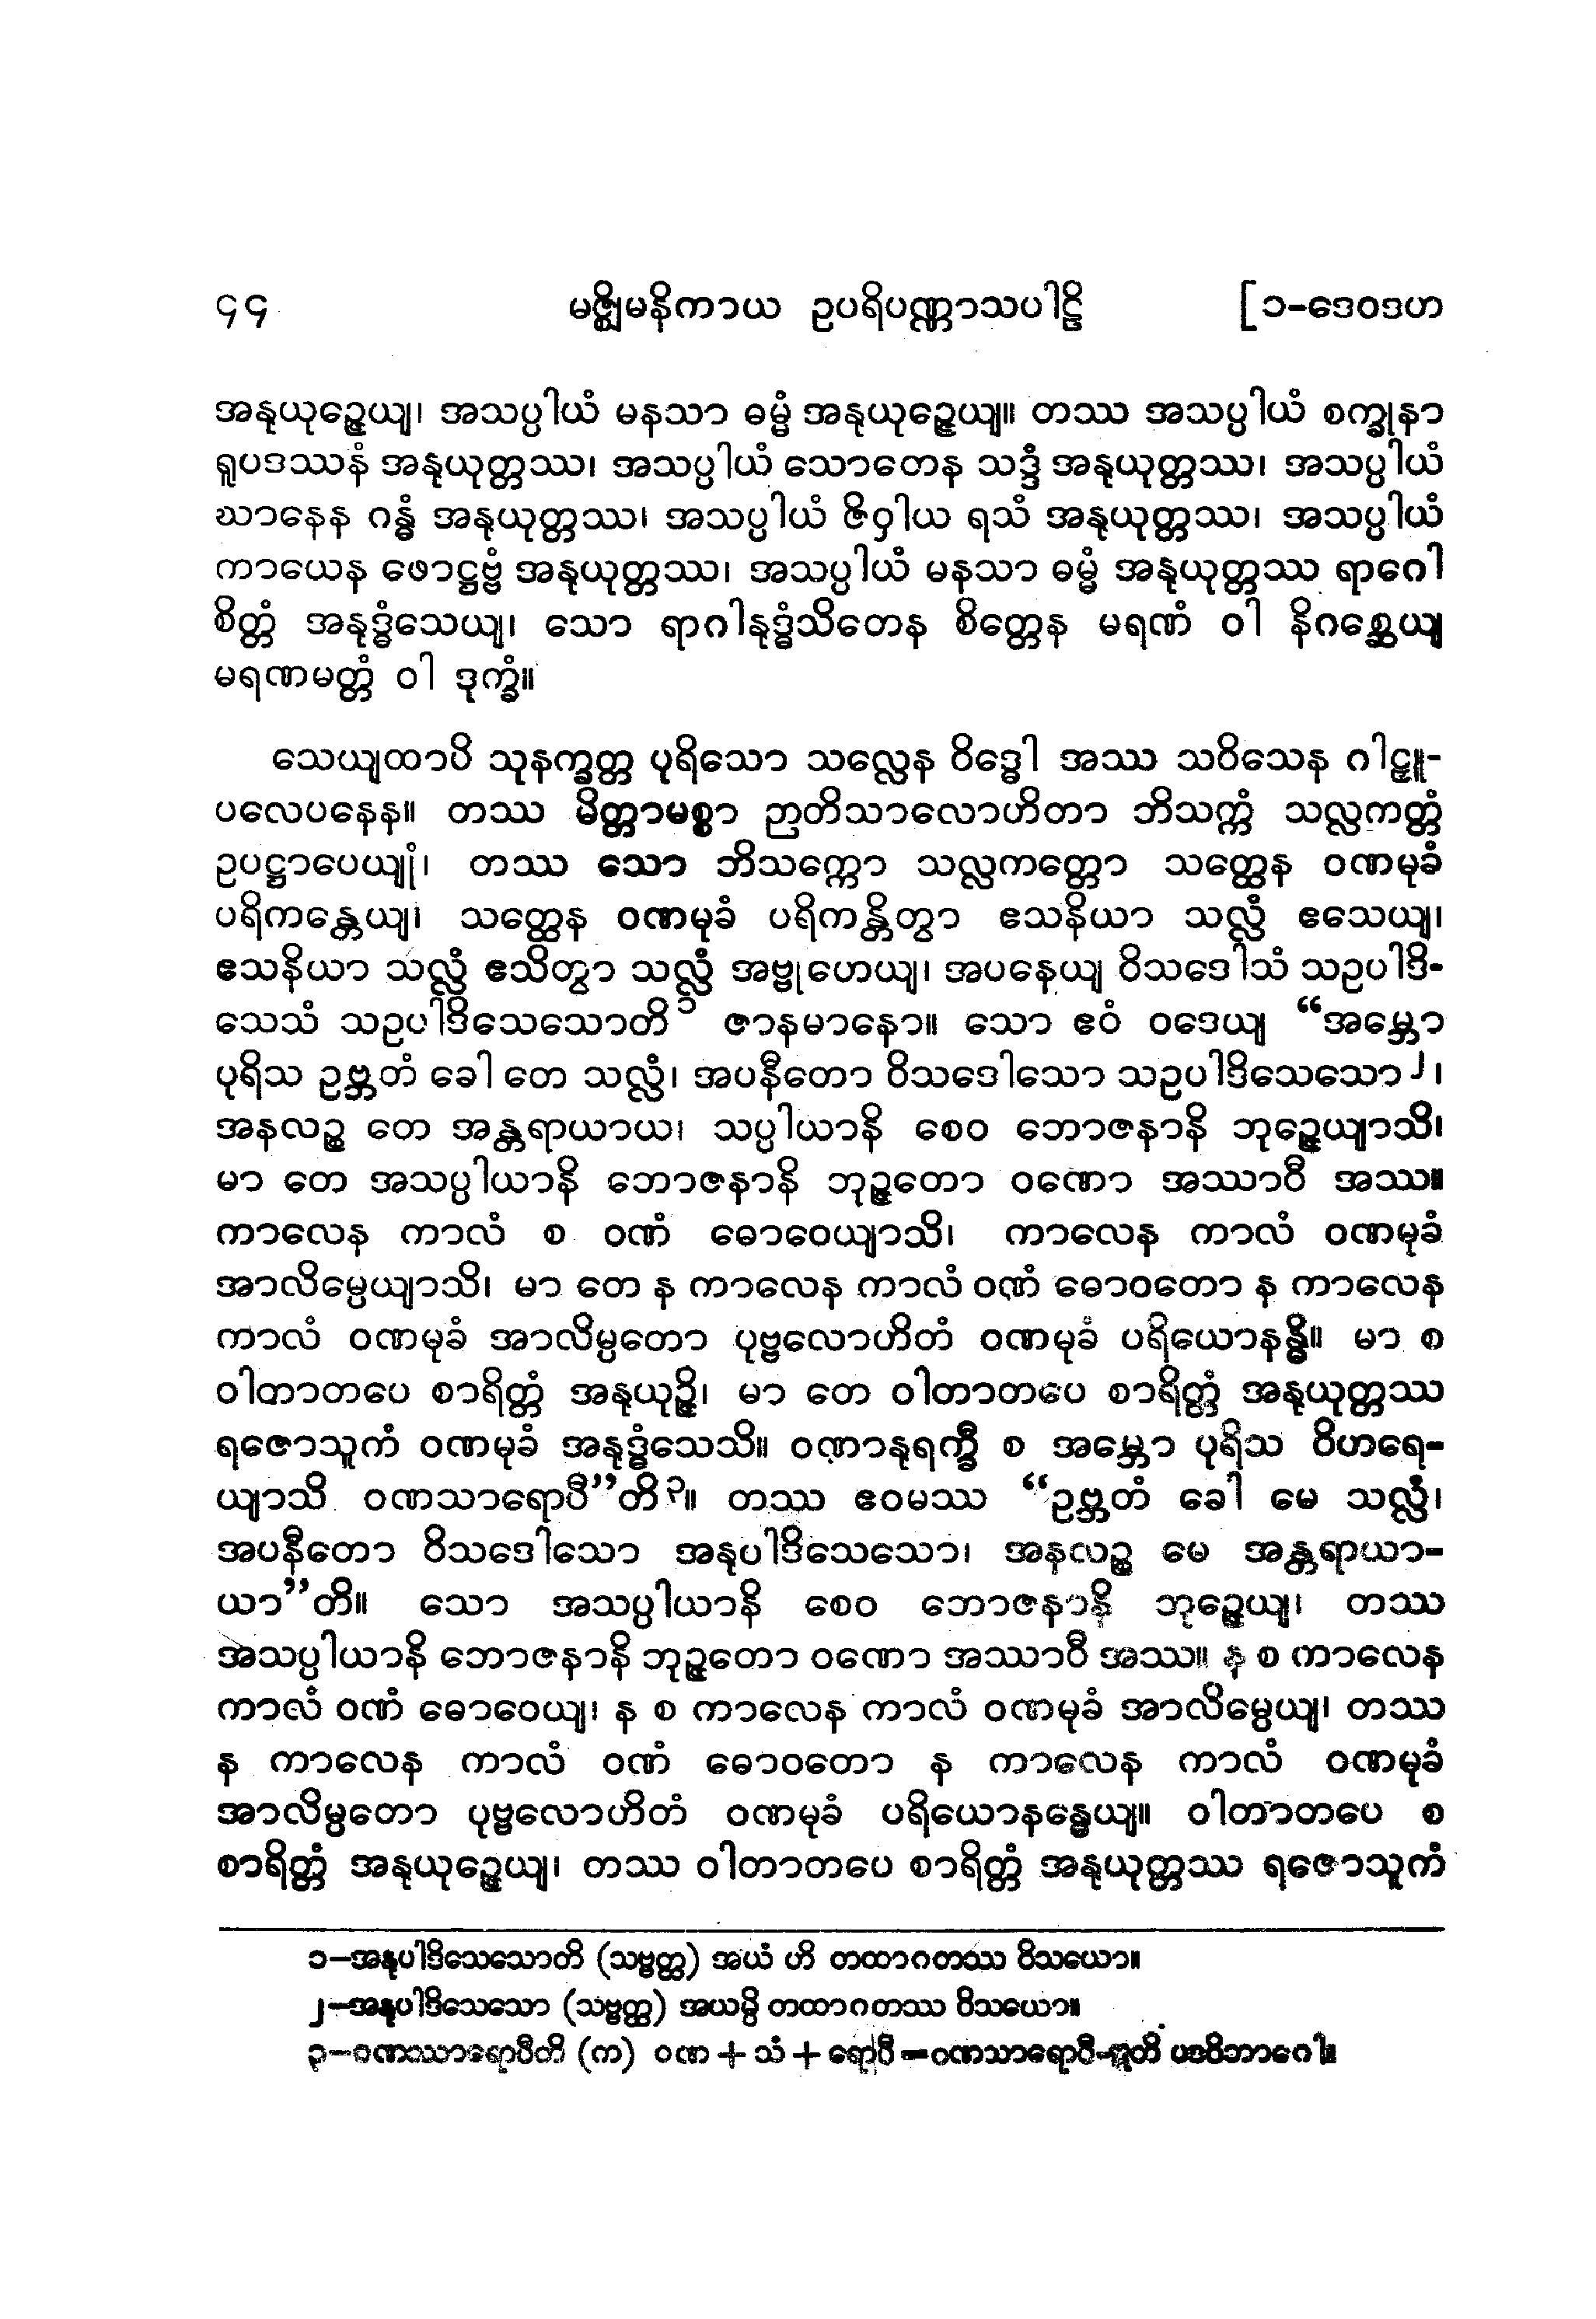 ၄၄ မဇ္ဈိမနိကာယ ဥပရိပဏ္ဏာသပါဠိ [၁-ဒေဝဒဟ
အနုယုဉ္ဇေယျ၊ အသပ္ပါယံ မနသာ ဓမ္မံ အနုယုဉ္ဇေယျ။ တဿ အသပ္ပါယံ စက္ခုနာ
ရူပဒဿနံ အနုယုတ္တဿ၊ အသပ္ပါယံ သောတေန သဒ္ဒံ အနုယုတ္တဿ၊ အသပ္ပါယံ
ဃာနေန ဂန္ဓံ အနုယုတ္တဿ၊ အသပ္ပါယံ ဇိဝှါယ ရသံ အနုယုတ္တဿ၊ အသပ္ပါယံ
ကာယေန ဖောဋ္ဌဗ္ဗံ အနုယုတ္တဿ၊ အသပ္ပါယံ မနသာ ဓမ္မံ အနုယုတ္တဿ ရာဂေါ
စိတ္တံ အနုဒ္ဓံသေယျ၊ သော ရာဂါနုဒ္ဓံသိတေန စိတ္တေန မရဏံ ဝါ နိဂစ္ဆေယျ
မရဏမတ္တံ ဝါ ဒုက္ခံ။
သေယျထာပိ သုနက္ခတ္တ ပုရိသော သလ္လေန ဝိဒ္ဓေါ အဿ သဝိသေန ဂါဠှူ-
ပလေပနေန။ တဿ မိတ္တာမစ္စာ ဉာတိသာလောဟိတာ ဘိသက္ကံ သလ္လကတ္တံ
ဥပဋ္ဌာပေယျုံ၊ တဿ သော ဘိသက္ကော သလ္လကတ္တော သတ္ထေန ဝဏမုခံ
ပရိကန္တေယျ၊ သတ္ထေန ဝဏမုခံ ပရိကန္တိတွာ ဧသနိယာ သလ္လံ ဧသေယျ၊
ဧသနိယာ သလ္လံ ဧသိတွာ သလ္လံ အဗ္ဗုဟေယျ၊ အပနေယျ ဝိသဒေါသံ သဥပါဒိ-
သေသံ သဥပါဒိသေသောတိ၁ ဇာနမာနော။ သော ဧဝံ ဝဒေယျ “အမ္ဘော
ပုရိသ ဥဗ္ဘတံ ခေါ တေ သလ္လံ၊ အပနီတော ဝိသဒေါသော သဥပါဒိသေသော၂၊
အနလဉ္စ တေ အန္တရာယာယ၊ သပ္ပါယာနိ စေဝ ဘောဇနာနိ ဘုဉ္ဇေယျာသိ၊
မာ တေ အသပ္ပါယာနိ ဘောဇနာနိ ဘုဉ္ဇတော ဝဏော အဿာဝီ အဿ။
ကာလေန ကာလံ စ ဝဏံ ဓောဝေယျာသိ၊ ကာလေန ကာလံ ဝဏမုခံ
အာလိမ္ပေယျာသိ၊ မာ တေ န ကာလေန ကာလံ ဝဏံ ဓောဝတော န ကာလေန
ကာလံ ဝဏမုခံ အာလိမ္ပတော ပုဗ္ဗလောဟိတံ ဝဏမုခံ ပရိယောနန္ဓိ။ မာ စ
ဝါတာတပေ စာရိတ္တံ အနုယုဉ္ဇိ၊ မာ တေ ဝါတာတပေ စာရိတ္တံ အနုယုတ္တဿ
ရဇောသူကံ ဝဏမုခံ အနုဒ္ဓံသေသိ။ ဝဏာနုရက္ခီ စ အမ္ဘော ပုရိသ ဝိဟရေ-
ယျာသိ ဝဏသာရောပီ”တိ၃။ တဿ ဧဝမဿ “ဥဗ္ဘတံ ခေါ မေ သလ္လံ၊
အပနီတော ဝိသဒေါသော အနုပါဒိသေသော၊ အနလဉ္စ မေ အန္တရာယာ-
ယာ”တိ။ သော အသပ္ပါယာနိ စေဝ ဘောဇနာနိ ဘုဉ္ဇေယျ၊ တဿ
အသပ္ပါယာနိ ဘောဇနာနိ ဘုဉ္ဇတော ဝဏော အဿာဝီ အဿ။ န စ ကာလေန
ကာလံ ဝဏံ ဓောဝေယျ၊ န စ ကာလေန ကာလံ ဝဏမုခံ အာလိမ္ပေယျ၊ တဿ
န ကာလေန ကာလံ ဝဏံ ဓောဝတော န ကာလေန ကာလံ ဝဏမုခံ
အာလိမ္ပတော ပုဗ္ဗလောဟိတံ ဝဏမုခံ ပရိယောနန္ဓေယျ။ ဝါတာတပေ စ
စာရိတ္တံ အနုယုဉ္ဇေယျ၊ တဿ ဝါတာတပေ စာရိတ္တံ အနုယုတ္တဿ ရဇောသူကံ
၁-အနုပါဒိသေသောတိ (သဗ္ဗတ္ထ) အယံ ဟိ တထာဂတဿ ဝိသယော။
၂-အနုပါဒိသေသော (သဗ္ဗတ္ထ) အယမ္ပိ တထာဂတဿ ဝိသယော။
၃-ဝဏဿာရောပီတိ (က) ဝဏ + သံ + ရောပီ = ဝဏသာရောပီ-ဣတိ ပဒဝိဘာဂေါ။